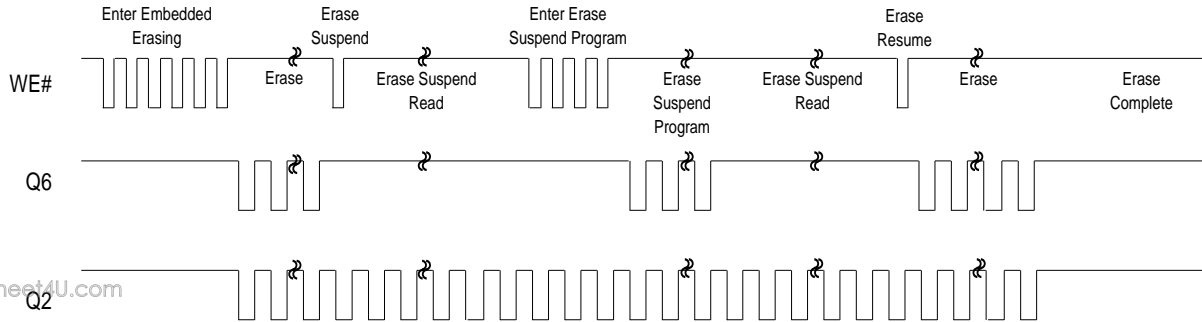 Enter Embedded
Erasing
Erase
Suspend
Enter Erase
Suspend Program
Erase
Resume
WE#
Erase
Erase Suspend
Read
Erase
Suspend
Program
Erase Suspend
Read
Erase
Erase
Complete
Q6
Q2
heet4U.com